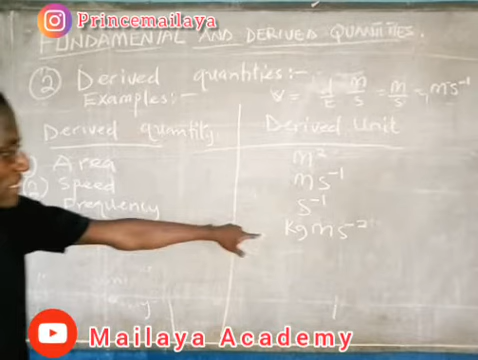 Princemailaya
FUNDAMENTAL AND DERIVED QUANTITIES.
② Derived quantities:-
Examples:-
= m/s = ms⁻¹
Derived quantity Derived Unit
Area m²
(2) Speed ms⁻¹
Frequency s⁻¹
kgms⁻²
Mailaya Academy